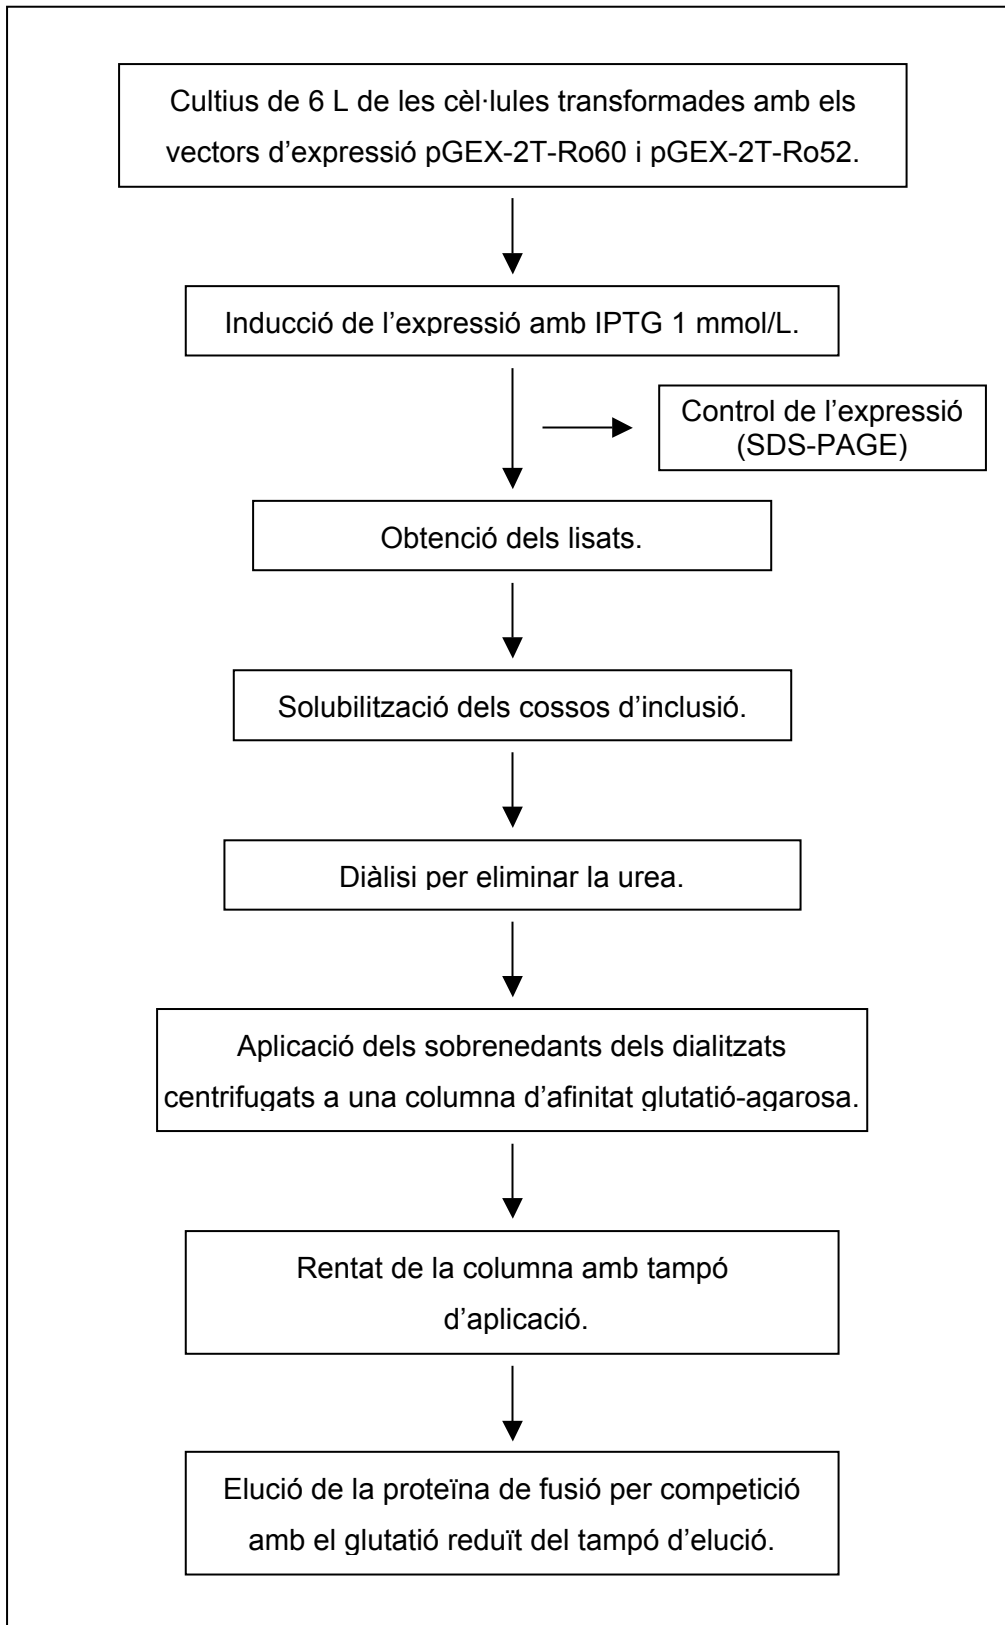 Cultius de 6 L de les cèl·lules transformades amb els
vectors d’expressió pGEX-2T-Ro60 i pGEX-2T-Ro52.
Inducció de l’expressió amb IPTG 1 mmol/L.
Control de l’expressió
(SDS-PAGE)
Obtenció dels lisats.
Solubilització dels cossos d’inclusió.
Diàlisi per eliminar la urea.
Aplicació dels sobrenedants dels dialitzats
centrifugats a una columna d’afinitat glutatió-agarosa.
Rentat de la columna amb tampó
d’aplicació.
Elució de la proteïna de fusió per competició
amb el glutatió reduït del tampó d’elució.